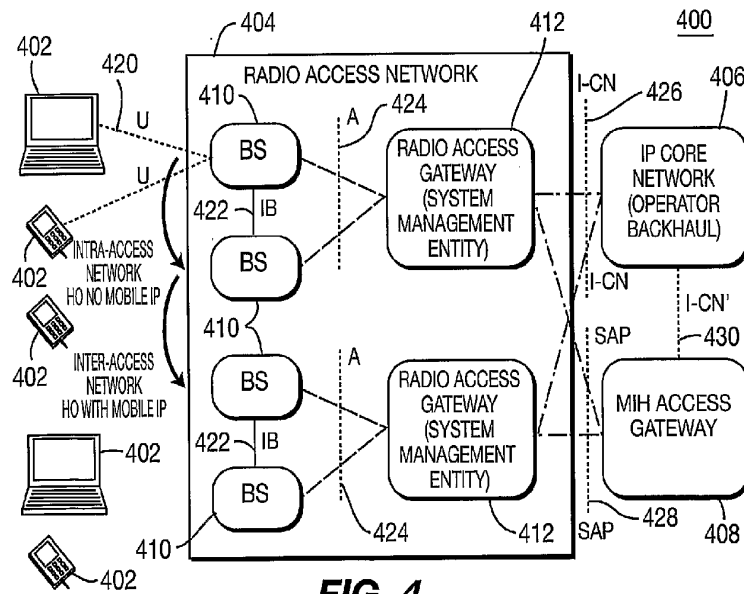 400
402
420
404
RADIO ACCESS NETWORK
410
A
424
412
I-CN
426
406
U
U
BS
RADIO ACCESS
GATEWAY
(SYSTEM
MANAGEMENT
ENTITY)
IP CORE
NETWORK
(OPERATOR
BACKHAUL)
422
IB
402
INTRA-ACCESS
NETWORK
HO NO MOBILE IP
BS
I-CN
I-CN'
430
410
402
INTER-ACCESS
NETWORK
HO WITH MOBILE IP
BS
A
SAP
RADIO ACCESS
GATEWAY
(SYSTEM
MANAGEMENT
ENTITY)
MIH ACCESS
GATEWAY
402
422
IB
BS
410
424
412
SAP
428
408
402
FIG. 4